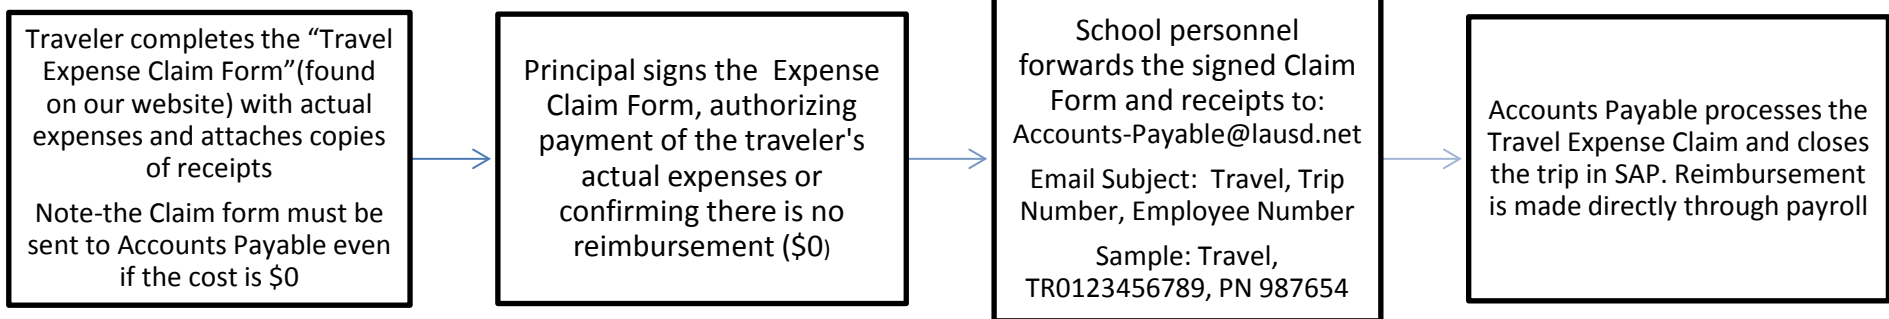 Traveler completes the “Travel
Expense Claim Form”(found
on our website) with actual
expenses and attaches copies
of receipts
Note-the Claim form must be
sent to Accounts Payable even
if the cost is $0
Principal signs the  Expense
Claim Form, authorizing
payment of the traveler's
actual expenses or
confirming there is no
reimbursement ($0)
School personnel
forwards the signed Claim
Form and receipts to:
Accounts-Payable@lausd.net
Email Subject:  Travel, Trip
Number, Employee Number
Sample: Travel,
TR0123456789, PN 987654
Accounts Payable processes the
Travel Expense Claim and closes
the trip in SAP. Reimbursement
is made directly through payroll